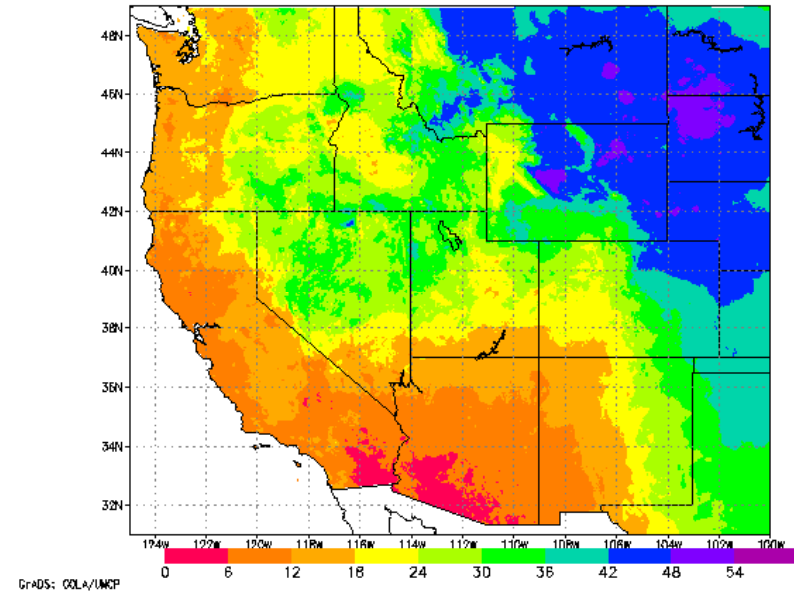 48N
46N
44N
42N
40N
38N
36N
34N
32N
124W 122W 120W 118W 116W 114W 112W 110W 108W 106W 104W 102W 100W
0 6 12 18 24 30 36 42 48 54
GrADS: COLA/UMCP